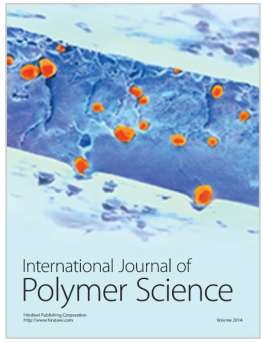 International Journal of
Polymer Science
Hindawi Publishing Corporation
http://www.hindawi.com
Volume 2014